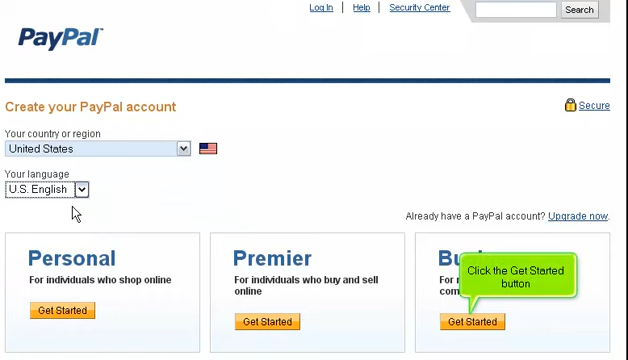 Log In | Help | Security Center Search
PayPal™
Create your PayPal account
Secure
Your country or region
United States
Your language
U.S. English
Already have a PayPal account? Upgrade now.
Personal
For individuals who shop online
Get Started
Premier
For individuals who buy and sell
online
Get Started
Click the Get Started
button
Get Started